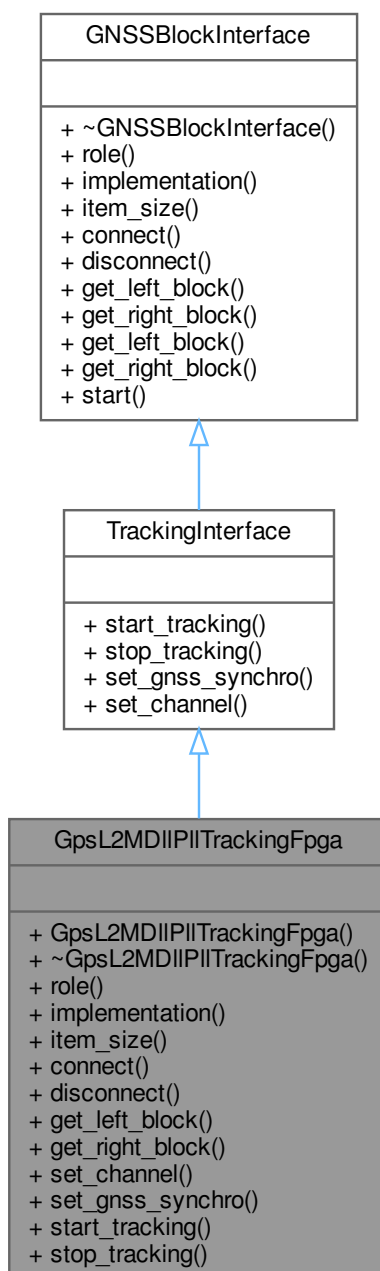 GNSSBlockInterface
+ ~GNSSBlockInterface()
+ role()
+ implementation()
+ item_size()
+ connect()
+ disconnect()
+ get_left_block()
+ get_right_block()
+ get_left_block()
+ get_right_block()
+ start()
TrackingInterface
+ start_tracking()
+ stop_tracking()
+ set_gnss_synchro()
+ set_channel()
GpsL2MDllPllTrackingFpga
+ GpsL2MDllPllTrackingFpga()
+ ~GpsL2MDllPllTrackingFpga()
+ role()
+ implementation()
+ item_size()
+ connect()
+ disconnect()
+ get_left_block()
+ get_right_block()
+ set_channel()
+ set_gnss_synchro()
+ start_tracking()
+ stop_tracking()